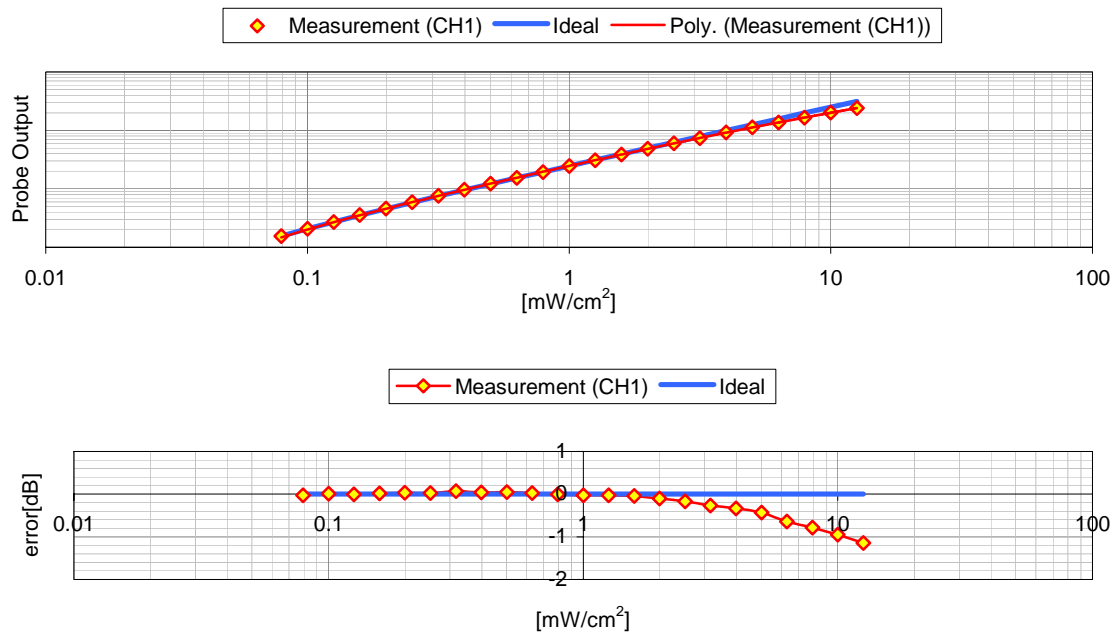 Measurement (CH1) Ideal Poly. (Measurement (CH1))
Probe Output
0.01 0.1 1 10 100
[mW/cm²]
Measurement (CH1) Ideal
error[dB]
1
0
0.01 0.1 10 100
-1
-2
[mW/cm²]